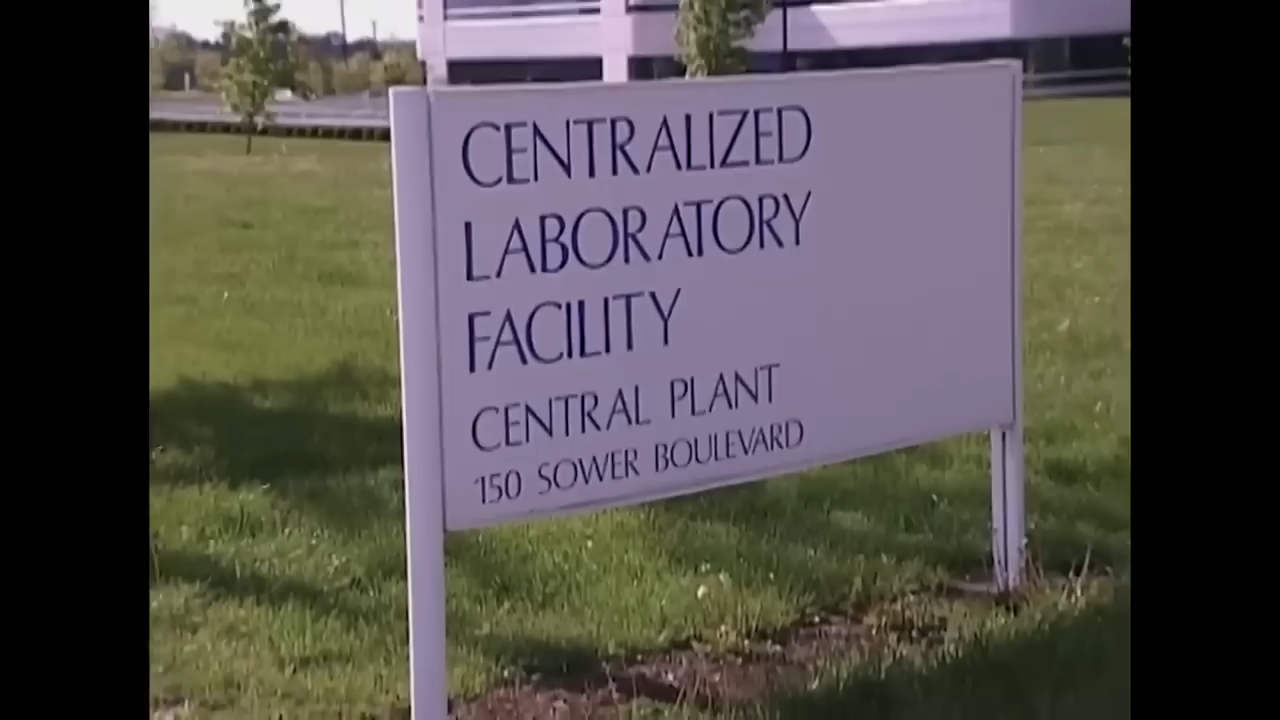 CENTRALIZED
LABORATORY
FACILITY
CENTRAL PLANT
150 SOWER BOULEVARD